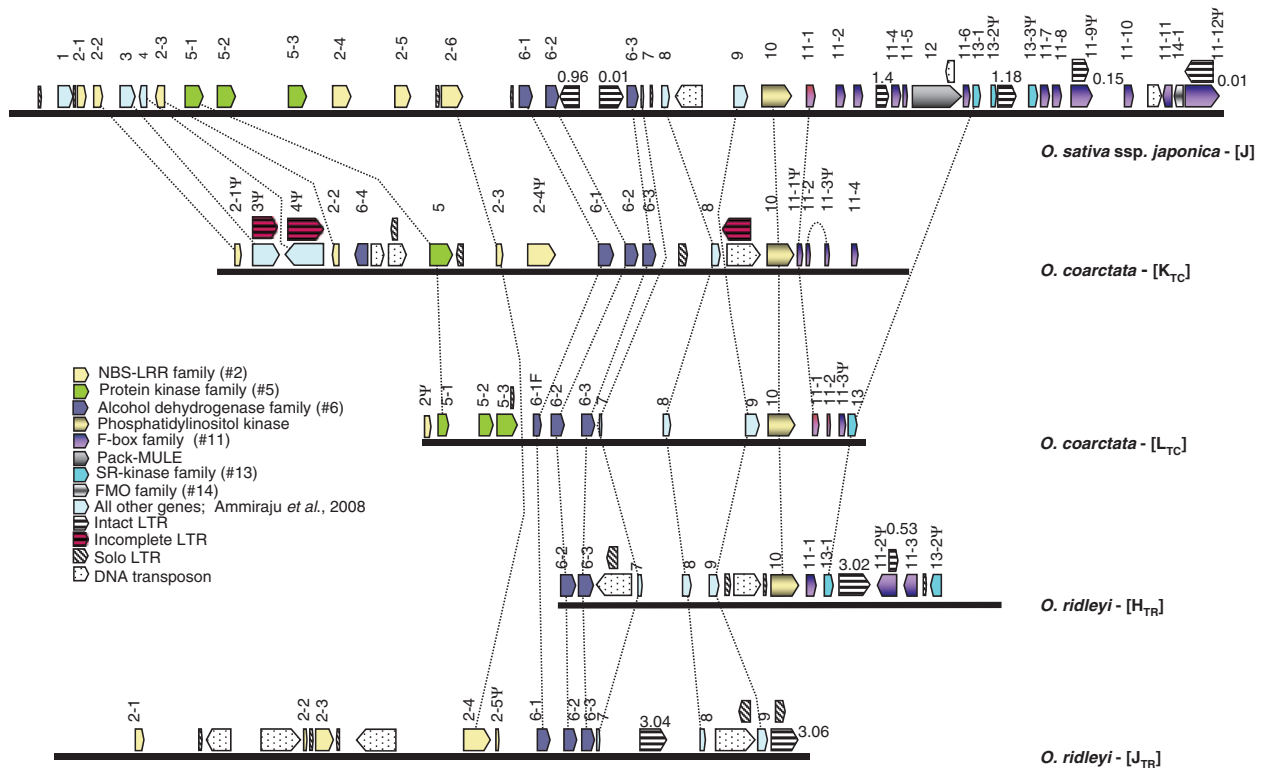 1 2-1 2-2 3 4 2-3 5-1 5-2 5-3 2-4 2-5 2-6 6-1 6-2 6-3 7 8 9 10 11-1 11-2 11-4 11-5 12 11-6 13-1 13-2Ψ 13-3Ψ 11-7 11-8 11-9Ψ 11-10 11-11 14-1 11-12Ψ
0.96 0.01 1.4 1.18 0.15 0.01
O. sativa ssp. japonica - [J]
2-1Ψ 3Ψ 4Ψ 2-2 6-4 5 2-3 2-4Ψ 6-1 6-2 6-3 8 10 11-1Ψ 11-2 11-3Ψ 11-4
O. coarctata - [KTC]
NBS-LRR family (#2)
Protein kinase family (#5)
Alcohol dehydrogenase family (#6)
Phosphatidylinositol kinase
F-box family (#11)
Pack-MULE
SR-kinase family (#13)
FMO family (#14)
All other genes; Ammiraju et al., 2008
Intact LTR
Incomplete LTR
Solo LTR
DNA transposon
2Ψ 5-1 5-2 5-3 6-1F 6-2 6-3 7 8 9 10 11-1 11-2 11-3Ψ 13
O. coarctata - [LTC]
6-2 6-3 7 8 9 10 11-1 13-1 3.02 11-2Ψ 0.53 11-3 13-2Ψ
O. ridleyi - [HTR]
2-1 2-2 2-3 2-4 2-5Ψ 6-1 6-2 6-3 7 3.04 8 9 3.06
O. ridleyi - [JTR]